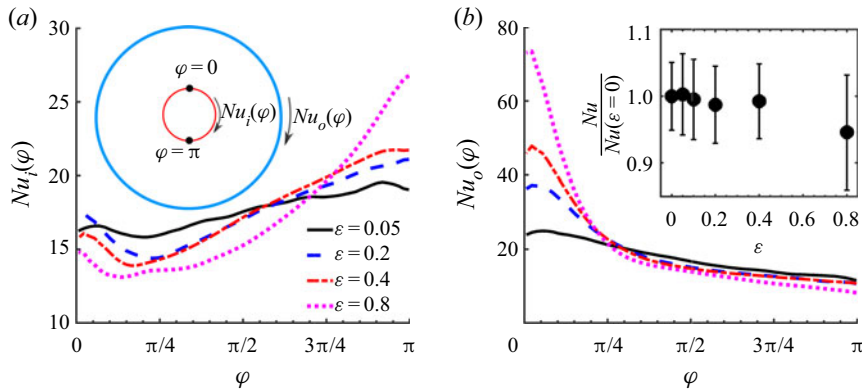 (a)
30
25
20
15
10
Nu_i(φ)
φ = 0
φ = π
Nu_i(φ)
Nu_o(φ)
ε = 0.05
ε = 0.2
ε = 0.4
ε = 0.8
0 π/4 π/2 3π/4 π
φ
(b)
80
60
40
20
Nu_o(φ)
1.1
1.0
0.9
Nu
Nu(ε = 0)
0 0.2 0.4 0.6 0.8
ε
0 π/4 π/2 3π/4 π
φ